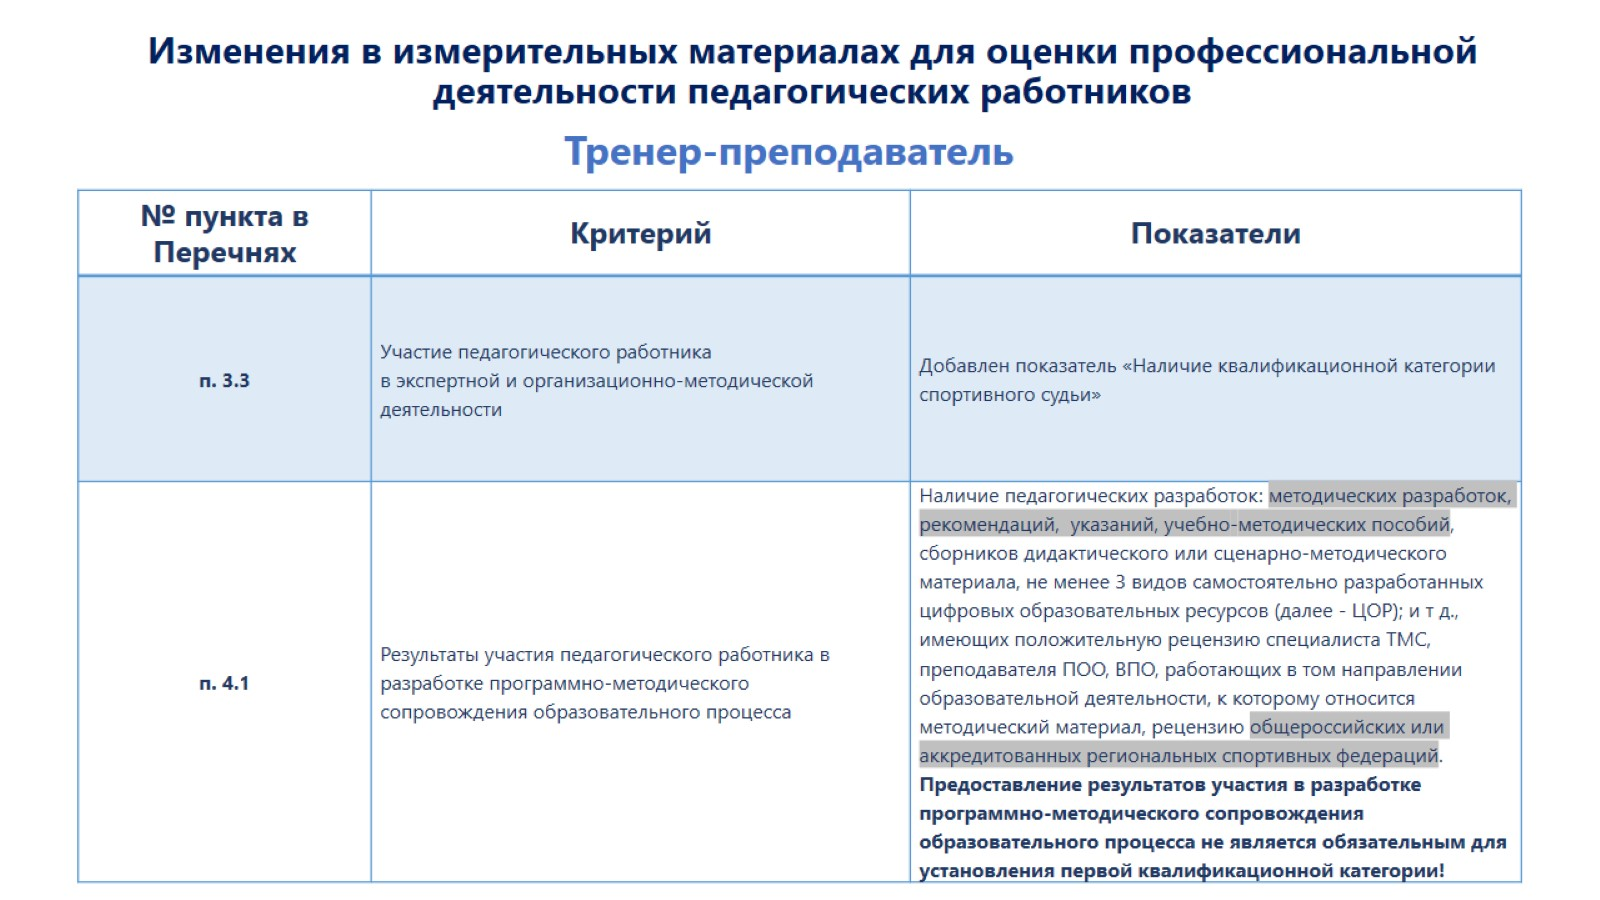 Изменения в измерительных материалах для оценки профессиональной
деятельности педагогических работников
Тренер-преподаватель
№ пункта в
Перечнях
Критерий
Показатели
п. 3.3
Участие педагогического работника
в экспертной и организационно-методической
деятельности
Добавлен показатель «Наличие квалификационной категории
спортивного судьи»
п. 4.1
Результаты участия педагогического работника в
разработке программно-методического
сопровождения образовательного процесса
Наличие педагогических разработок: методических разработок,
рекомендаций,  указаний, учебно-методических пособий,
сборников дидактического или сценарно-методического
материала, не менее 3 видов самостоятельно разработанных
цифровых образовательных ресурсов (далее - ЦОР); и т д.,
имеющих положительную рецензию специалиста ТМС,
преподавателя ПОО, ВПО, работающих в том направлении
образовательной деятельности, к которому относится
методический материал, рецензию общероссийских или
аккредитованных региональных спортивных федераций.
Предоставление результатов участия в разработке
программно-методического сопровождения
образовательного процесса не является обязательным для
установления первой квалификационной категории!